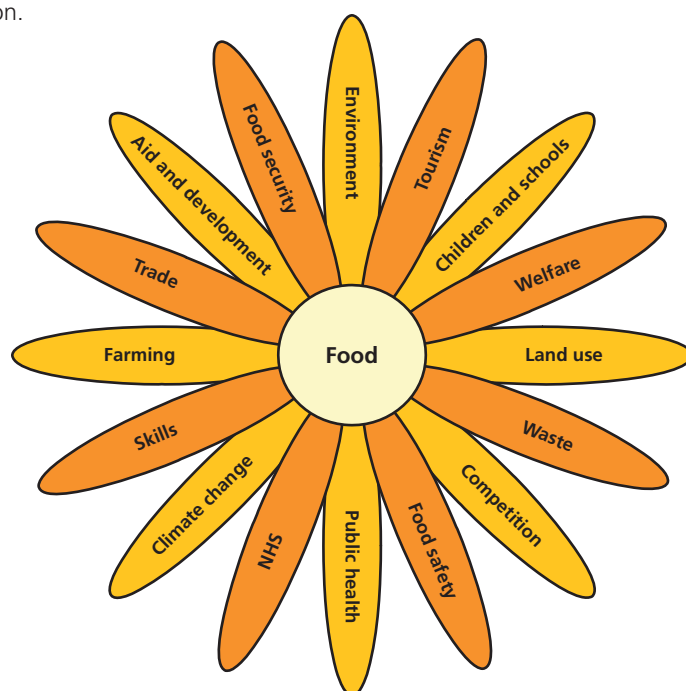 on.
Environment
Tourism
Children and schools
Welfare
Land use
Waste
Competition
Food safety
Public health
NHS
Climate change
Skills
Farming
Trade
Aid and development
Food security
Food